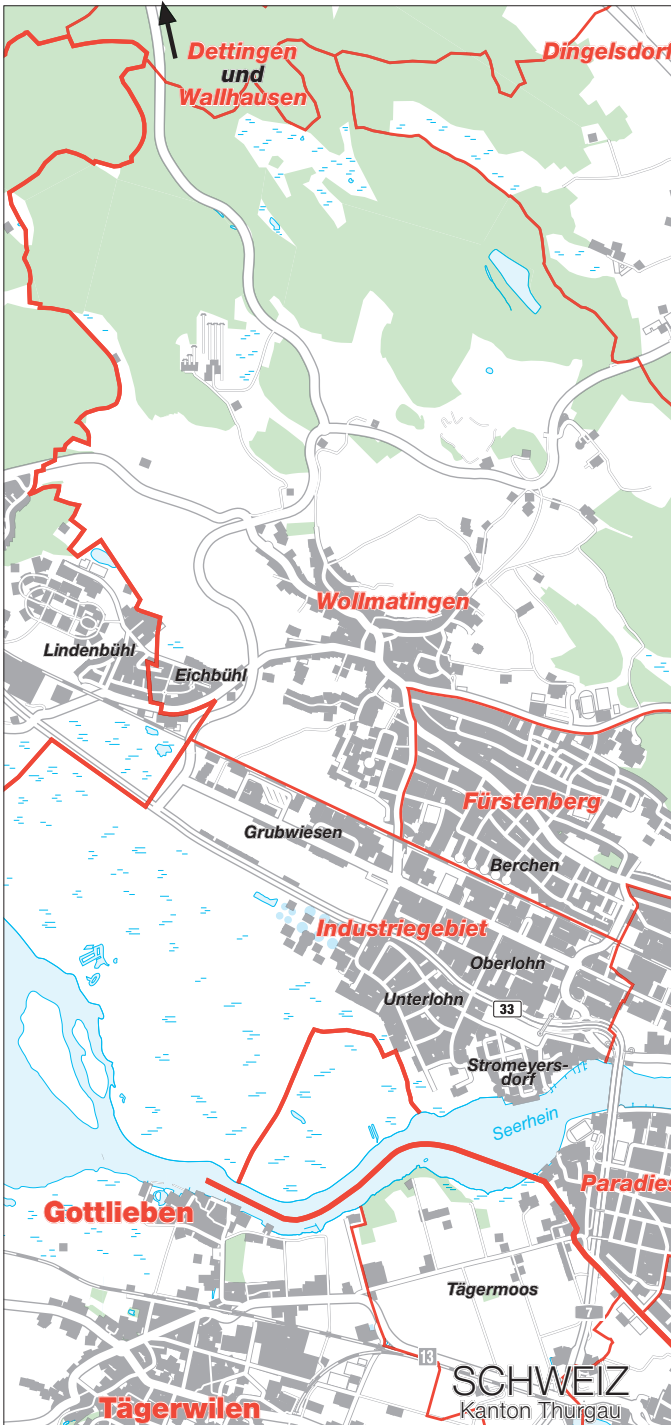 Dettingen
und
Wallhausen
Dingelsdorf
Wollmatingen
Lindenbühl
Eichbühl
Fürstenberg
Grubwiesen
Berchen
Industriegebiet
Oberlohn
Unterlohn
33
Stromeyers-
dorf
Seerhein
Paradies
Gottlieben
Tägermoos
7
13
SCHWEIZ
Kanton Thurgau
Tägerwilen